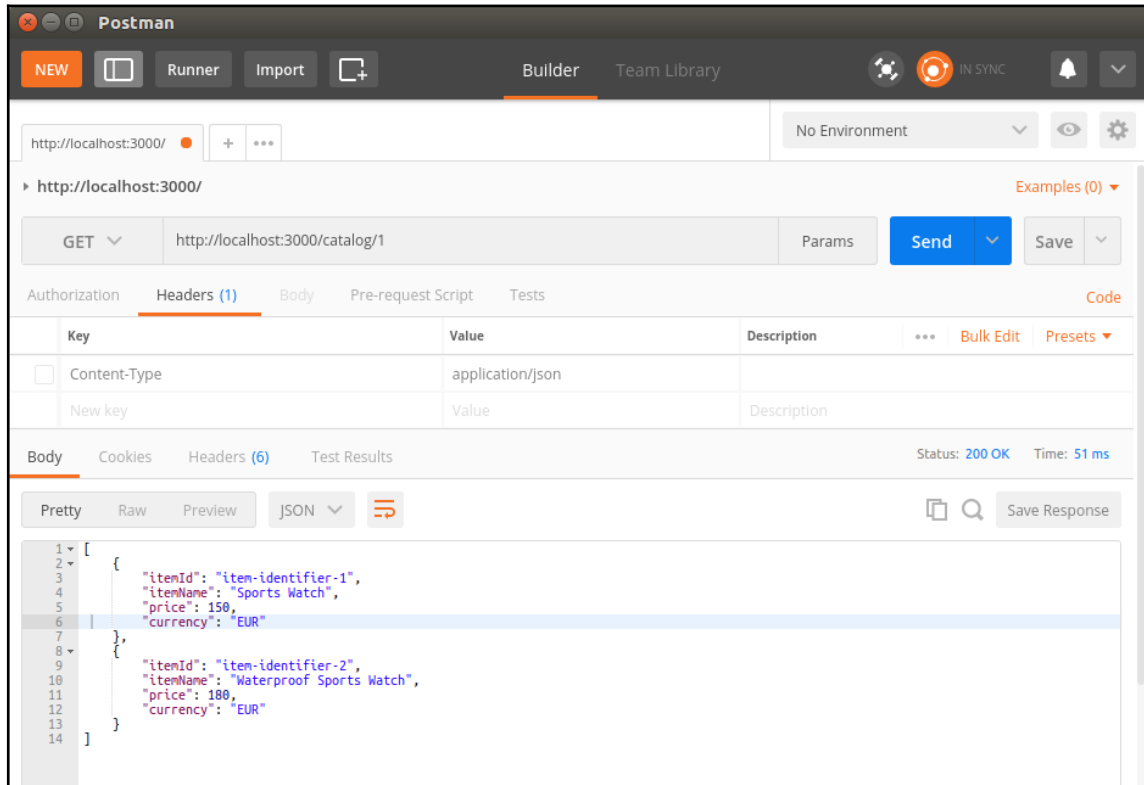 Postman
NEW Runner Import Builder Team Library IN SYNC
http://localhost:3000/ + ••• No Environment
http://localhost:3000/ Examples (0)
GET http://localhost:3000/catalog/1 Params Send Save
Authorization Headers (1) Body Pre-request Script Tests Code
Key Value Description ••• Bulk Edit Presets
Content-Type application/json
New key Value Description
Body Cookies Headers (6) Test Results Status: 200 OK Time: 51 ms
Pretty Raw Preview JSON Save Response
1 [
2 {
3 "itemId": "item-identifier-1",
4 "itemName": "Sports Watch",
5 "price": 150,
6 "currency": "EUR"
7 },
8 {
9 "itemId": "item-identifier-2",
10 "itemName": "Waterproof Sports Watch",
11 "price": 180,
12 "currency": "EUR"
13 }
14 ]